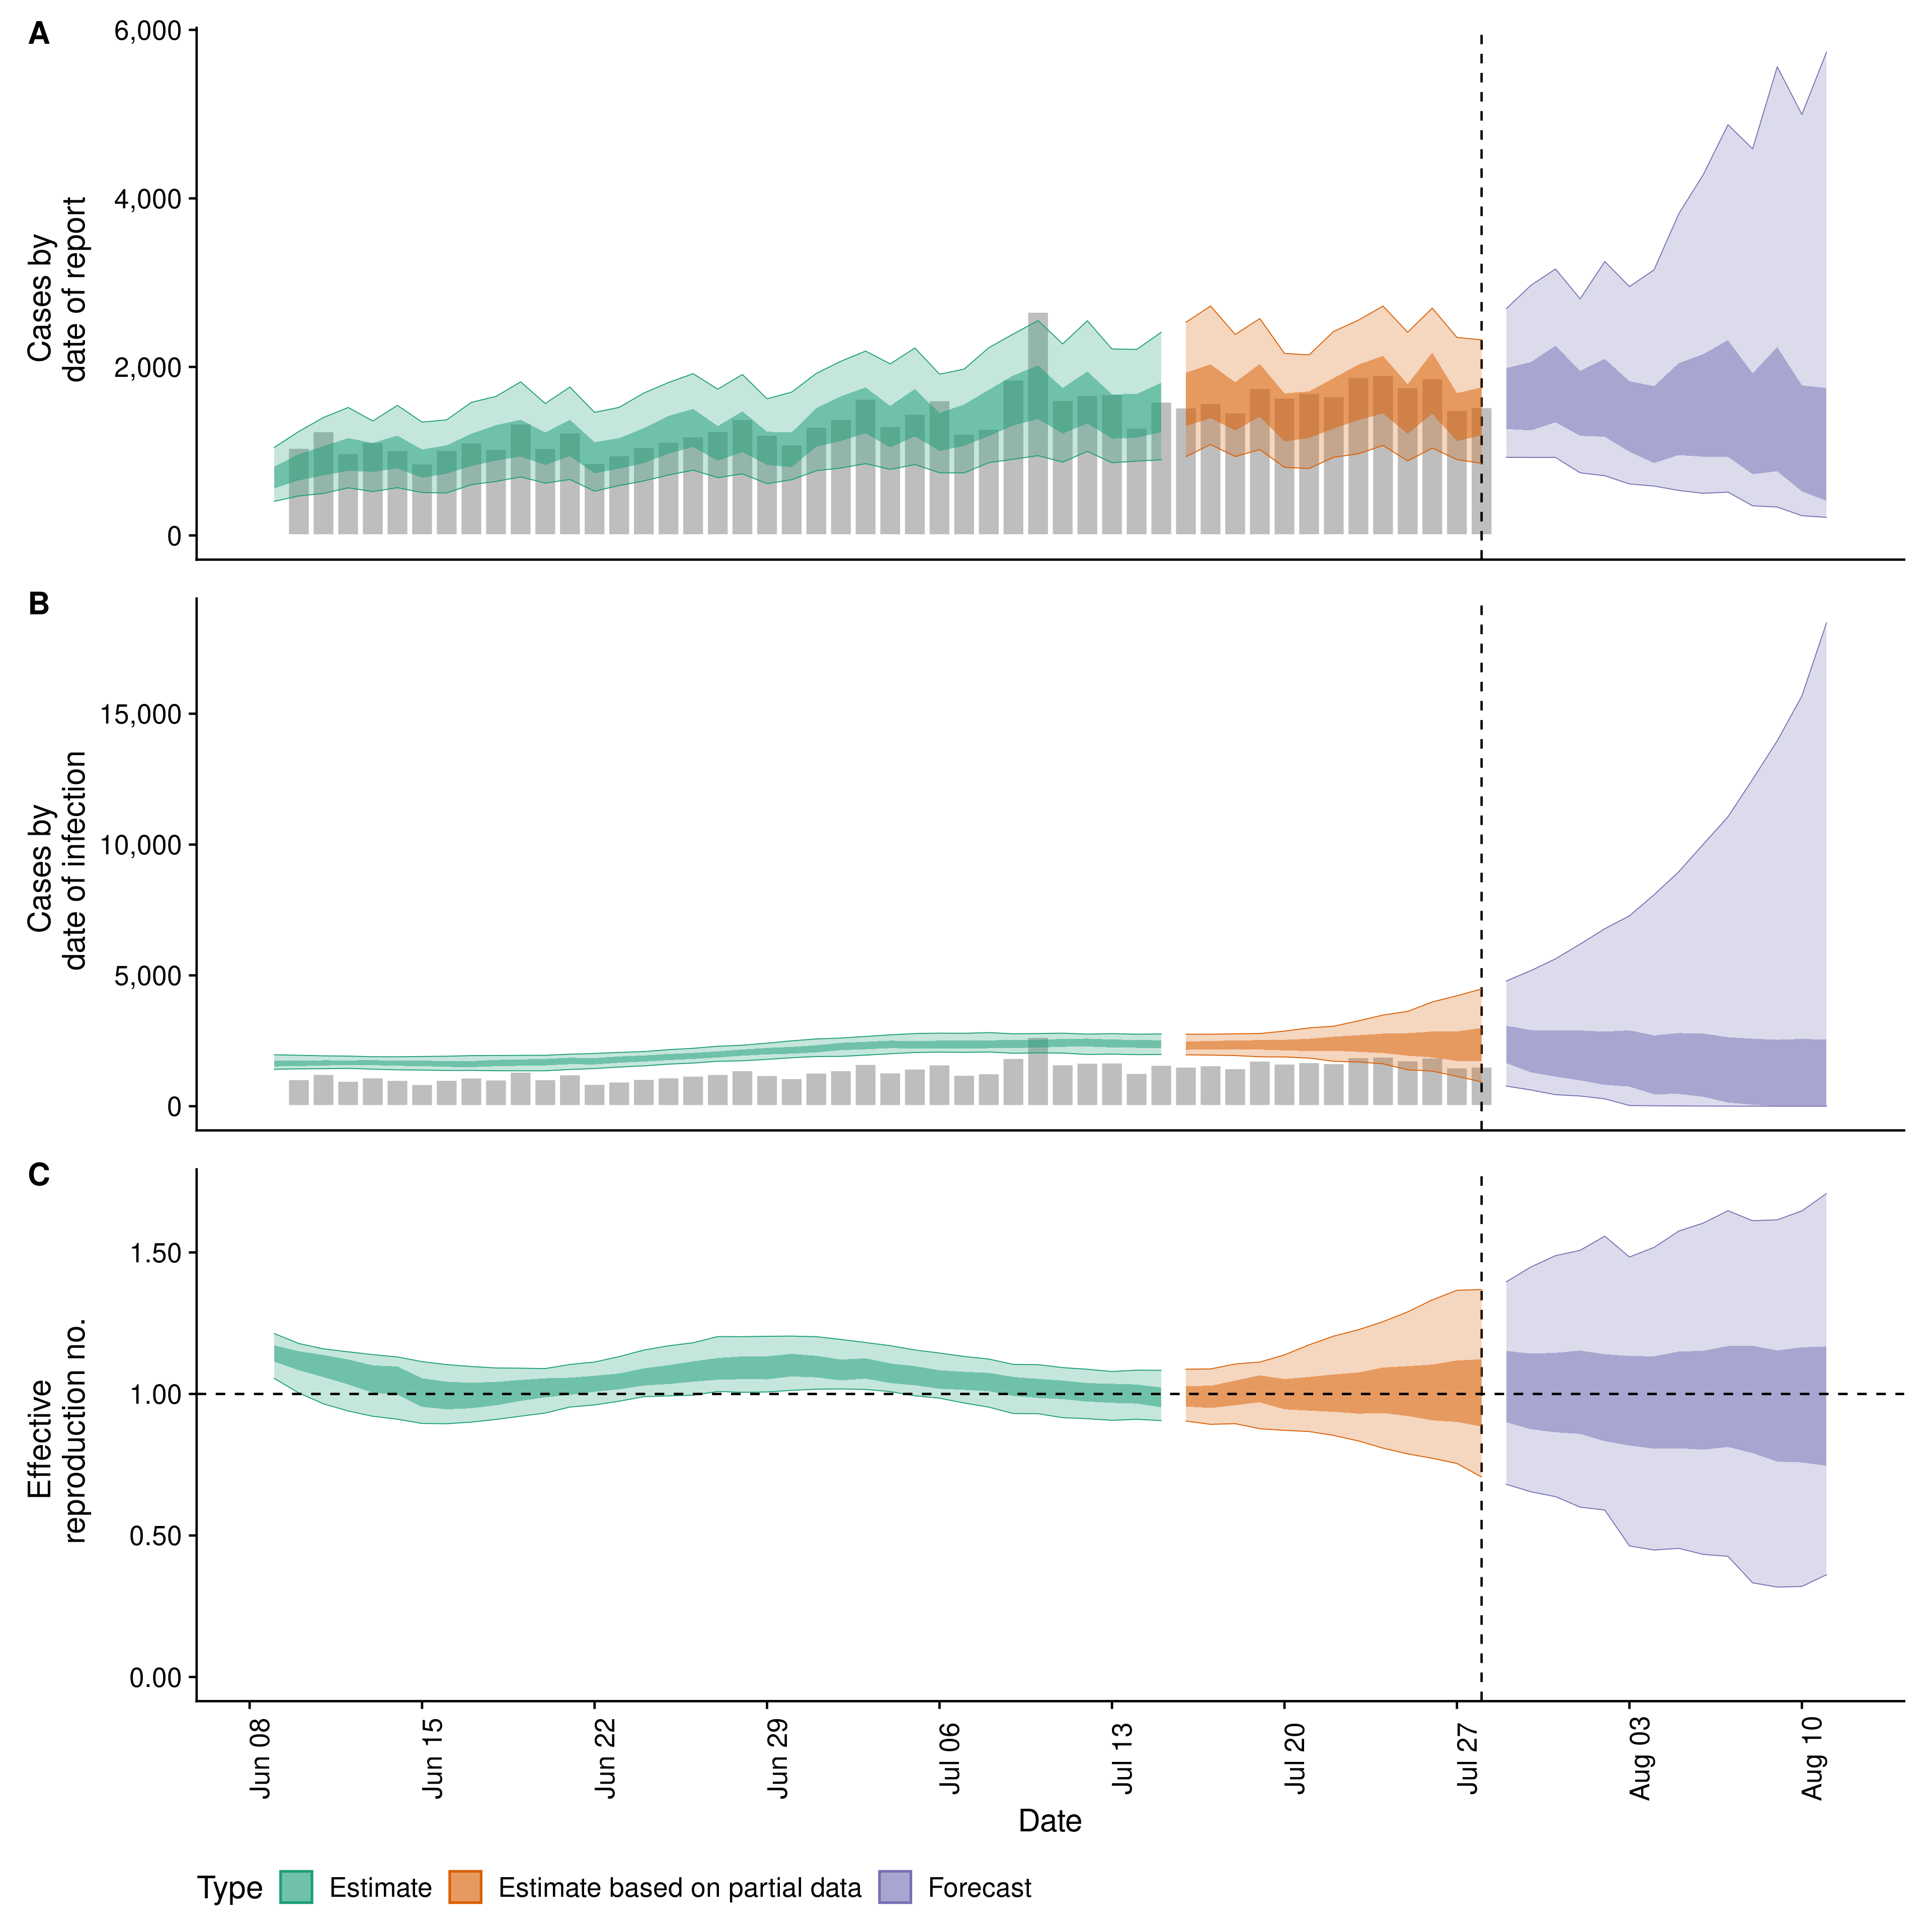 A
Cases by
date of report
6,000
4,000
2,000
0
B
Cases by
date of infection
15,000
10,000
5,000
0
C
Effective
reproduction no.
1.50
1.00
0.50
0.00
Jun 08
Jun 15
Jun 22
Jun 29
Jul 06
Jul 13
Jul 20
Jul 27
Aug 03
Aug 10
Date
Type
Estimate
Estimate based on partial data
Forecast